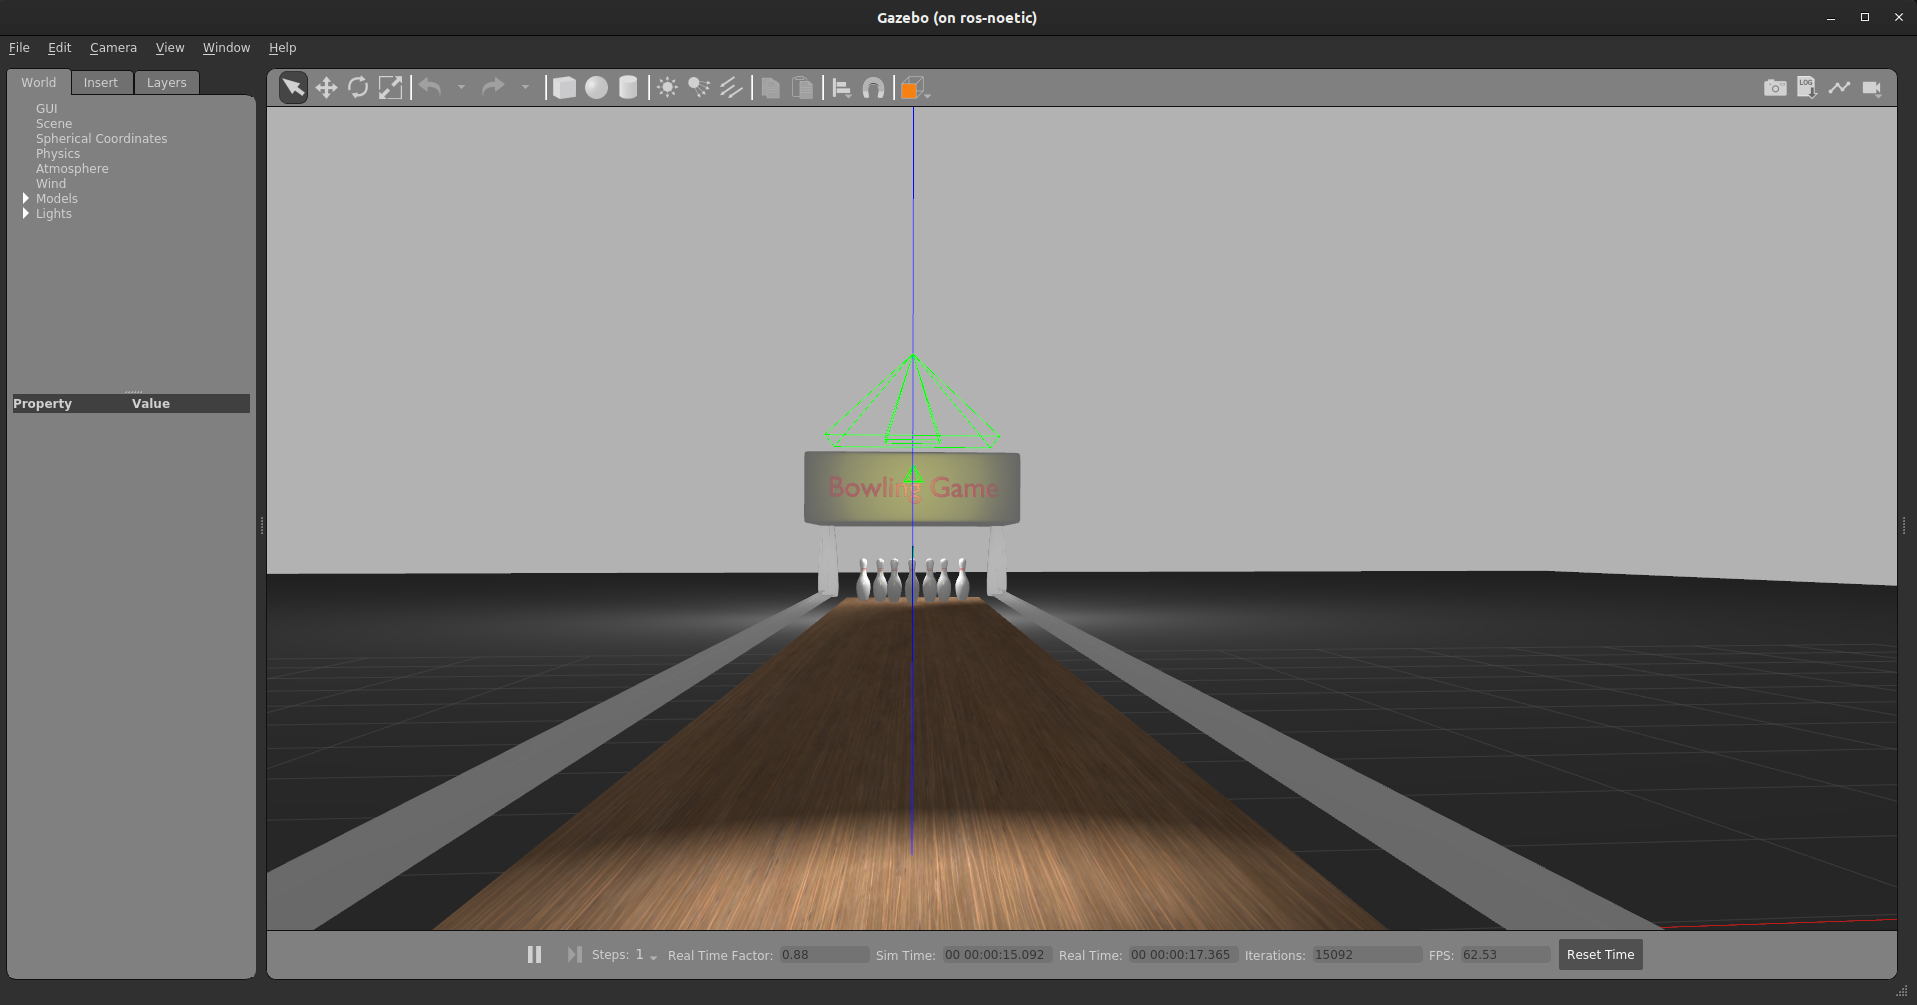 Gazebo (on ros-noetic)
File Edit Camera View Window Help
World Insert Layers
GUI
Scene
Spherical Coordinates
Physics
Atmosphere
Wind
Models
Lights
Property Value
LOG
Bowling Game
Steps: 1 Real Time Factor: 0.88 Sim Time: 00 00:00:15.092 Real Time: 00 00:00:17.365 Iterations: 15092 FPS: 62.53 Reset Time